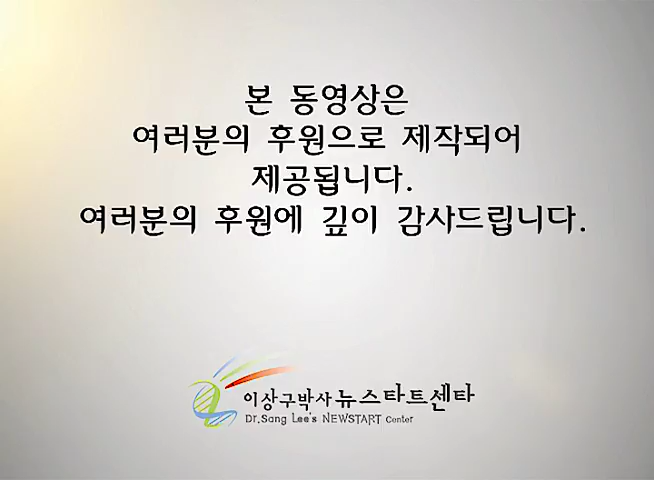 본 동영상은
여러분의 후원으로 제작되어
제공됩니다.
여러분의 후원에 깊이 감사드립니다.
이상구박사 뉴스타트센타
Dr.Sang Lee's NEWSTART Center